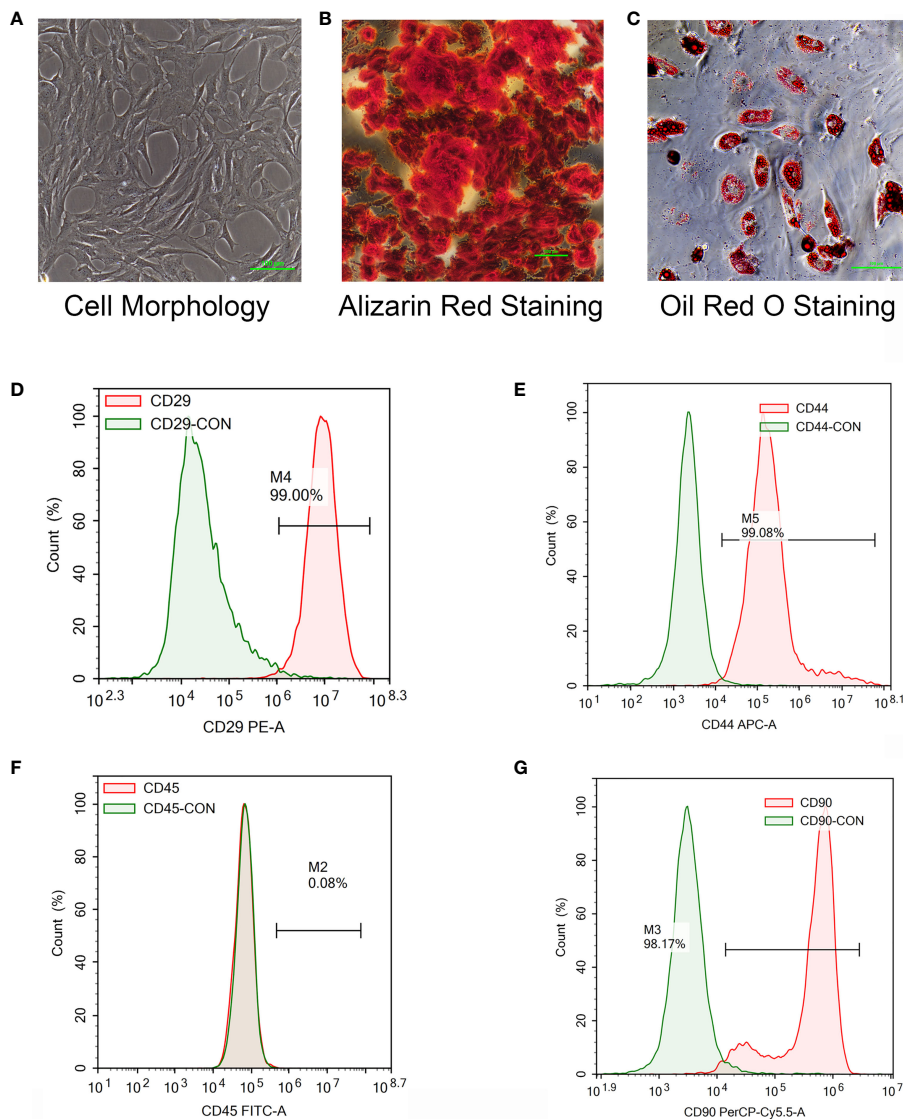 A
B
C
Cell Morphology
Alizarin Red Staining
Oil Red O Staining
D
CD29
CD29-CON
M4
99.00%
Count (%)
0
20
40
60
80
100
10^2.3
10^4
10^5
10^6
10^7
10^8.3
CD29 PE-A
E
CD44
CD44-CON
M5
99.08%
Count (%)
0
20
40
60
80
100
10^1
10^2
10^3
10^4
10^5
10^6
10^7
10^8.1
CD44 APC-A
F
CD45
CD45-CON
M2
0.08%
Count (%)
0
20
40
60
80
100
10^1
10^2
10^3
10^4
10^5
10^6
10^7
10^8.7
CD45 FITC-A
G
CD90
CD90-CON
M3
98.17%
Count (%)
0
20
40
60
80
100
10^1.9
10^3
10^4
10^5
10^6
10^7
CD90 PerCP-Cy5.5-A